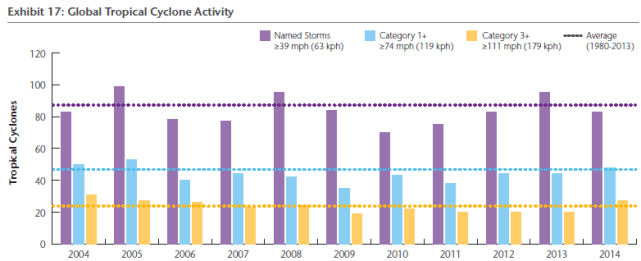 Exhibit 17: Global Tropical Cyclone Activity
Named Storms
≥39 mph (63 kph)
Category 1+
≥74 mph (119 kph)
Category 3+
≥111 mph (179 kph)
Average
(1980-2013)
Tropical Cyclones
120
100
80
60
40
20
0
2004 2005 2006 2007 2008 2009 2010 2011 2012 2013 2014